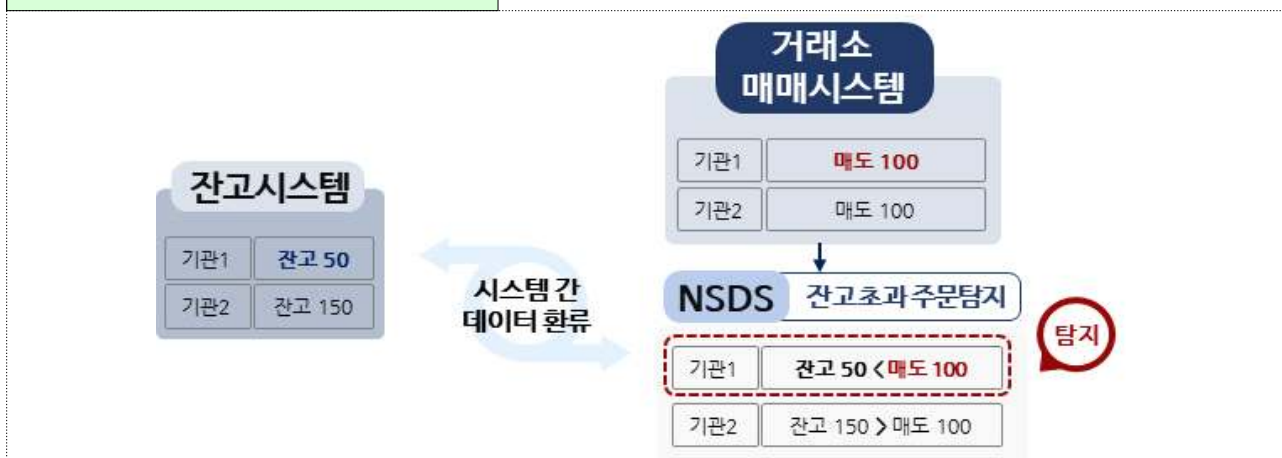 거래소
매매시스템
기관1 매도 100
기관2 매도 100
잔고시스템
기관1 잔고 50
기관2 잔고 150
시스템 간
데이터 환류
NSDS 잔고초과주문탐지
탐지
기관1 잔고 50 < 매도 100
기관2 잔고 150 > 매도 100